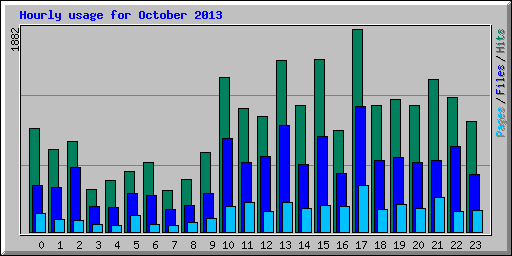 Hourly usage for October 2013
1882
Pages/Files/Hits
0 1 2 3 4 5 6 7 8 9 10 11 12 13 14 15 16 17 18 19 20 21 22 23